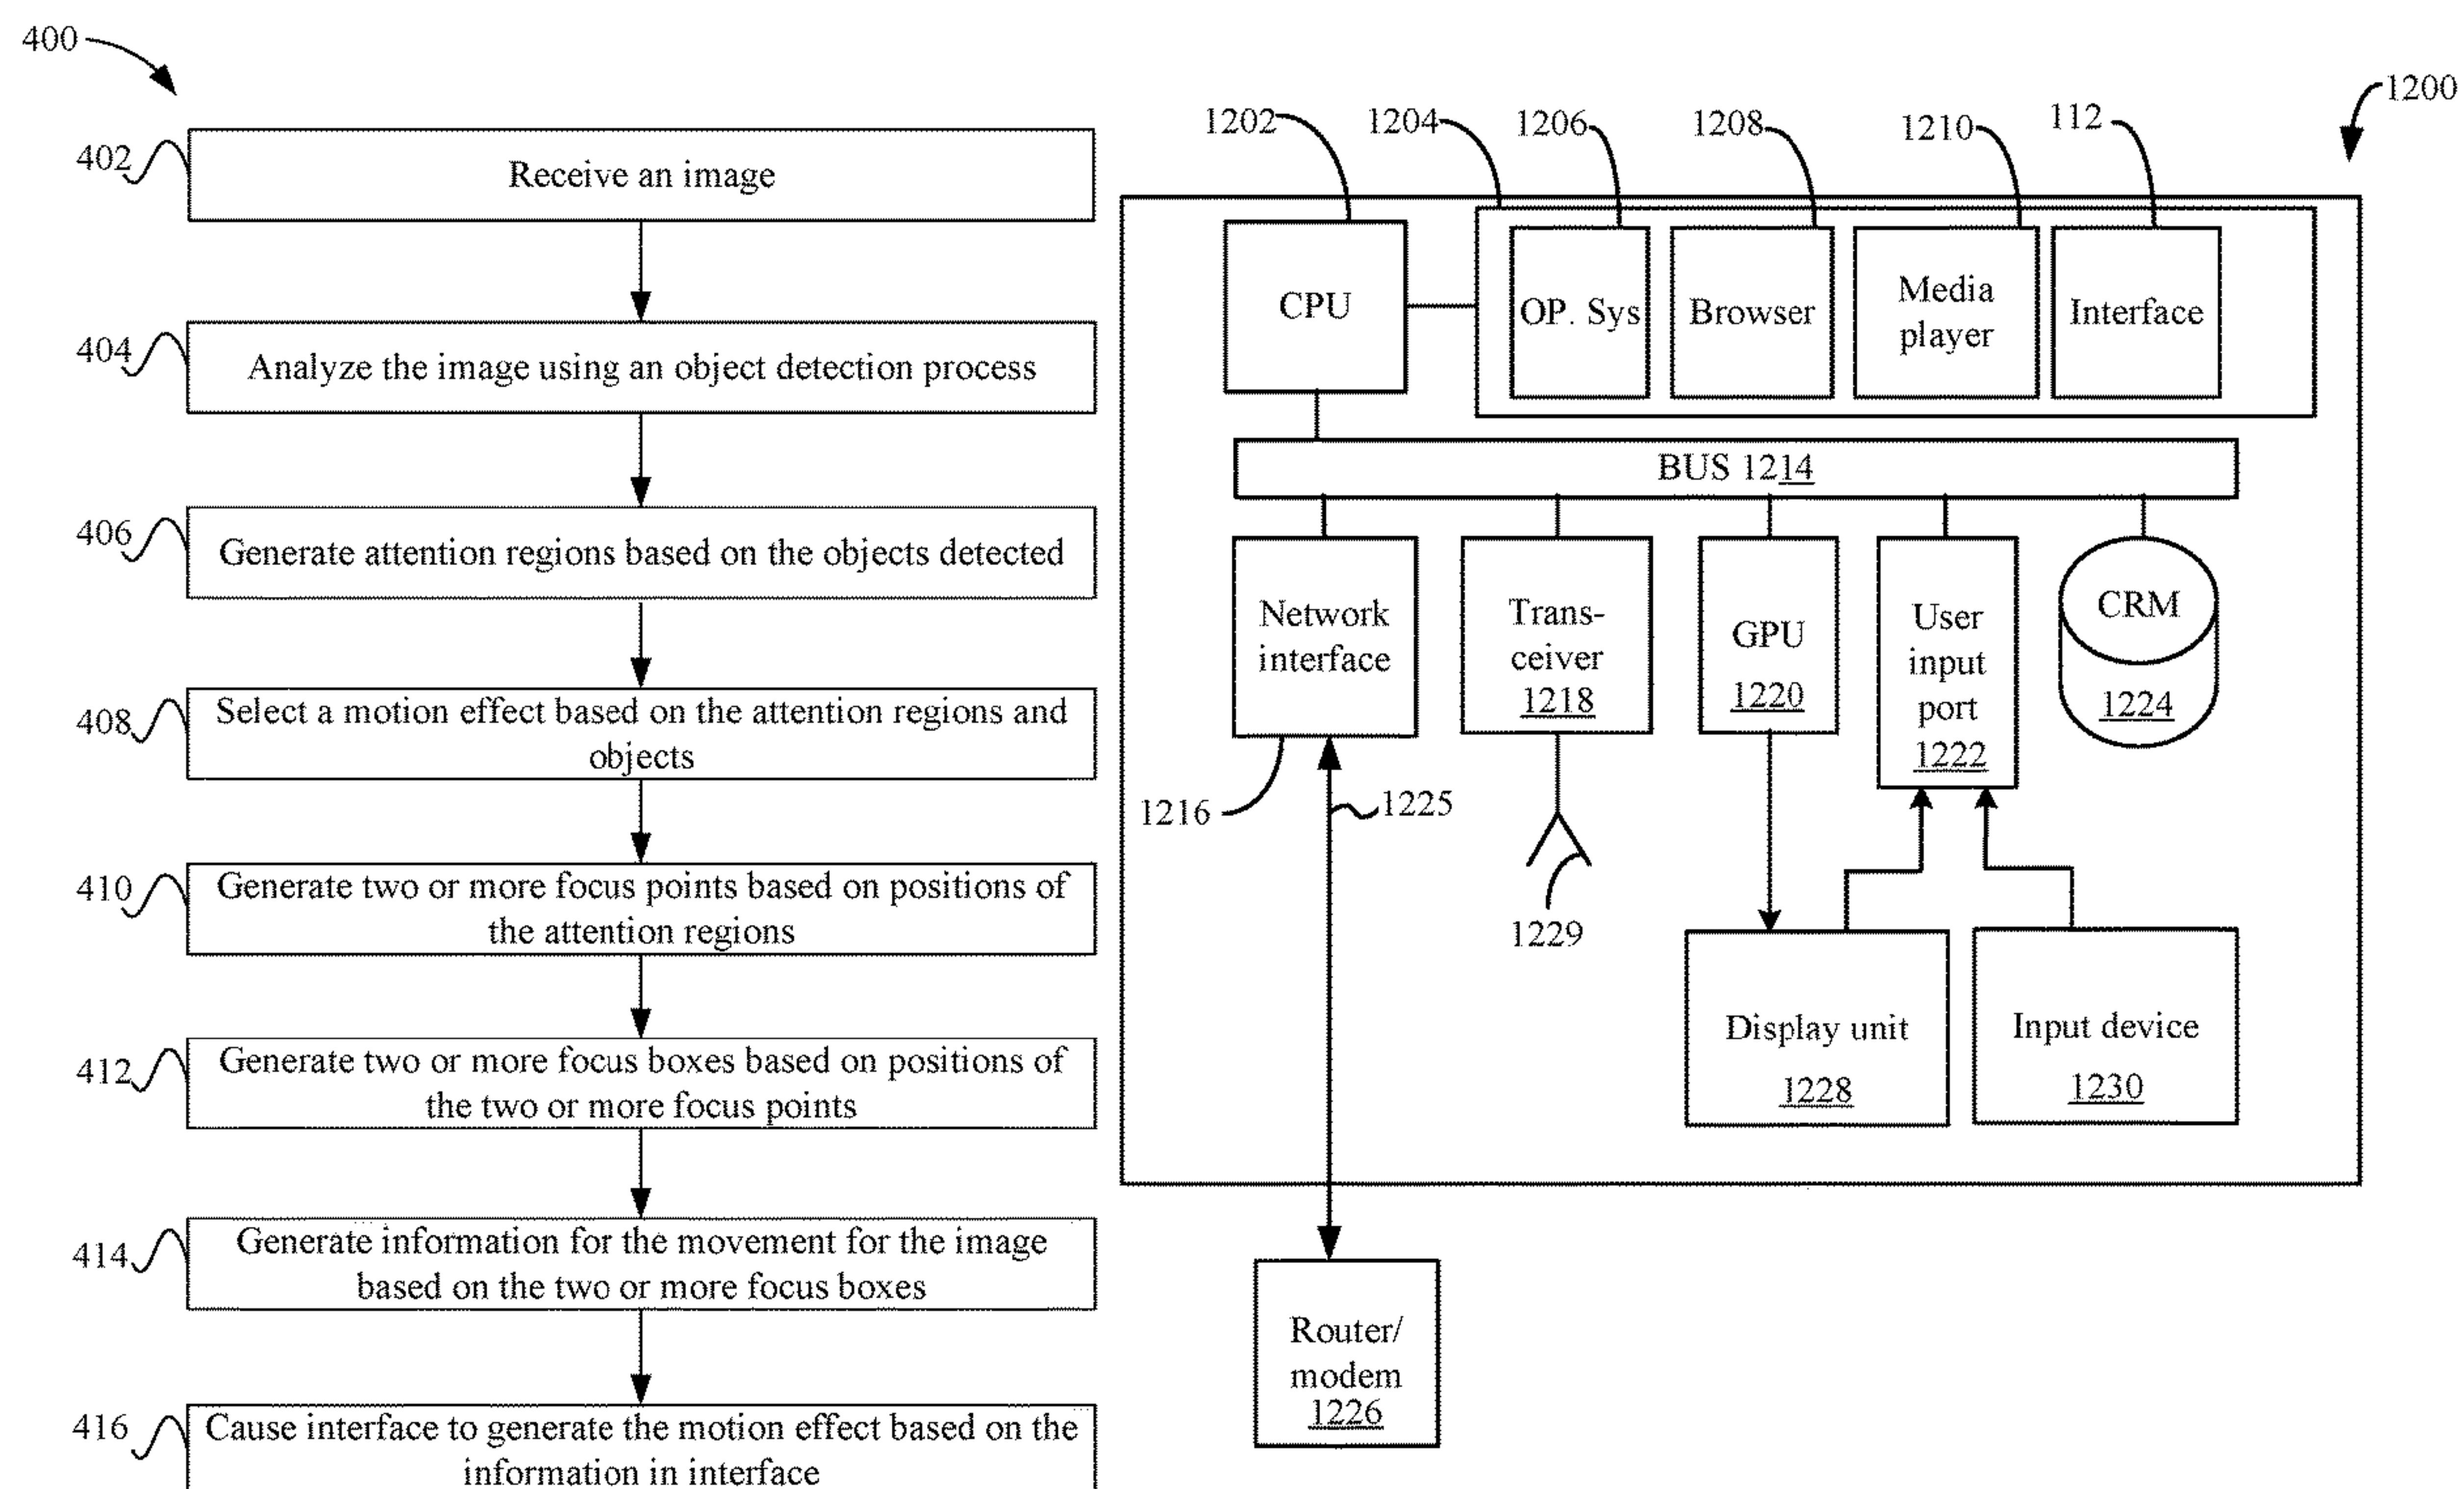 400
402
Receive an image
404
Analyze the image using an object detection process
406
Generate attention regions based on the objects detected
408
Select a motion effect based on the attention regions and
objects
410
Generate two or more focus points based on positions of
the attention regions
412
Generate two or more focus boxes based on positions of
the two or more focus points
414
Generate information for the movement for the image
based on the two or more focus boxes
416
Cause interface to generate the motion effect based on the
information in interface
1200
1202
1204
1206
1208
1210
112
CPU
OP. Sys
Browser
Media
player
Interface
BUS 1214
Network
interface
1216
Trans-
ceiver
1218
GPU
1220
User
input
port
1222
CRM
1224
1225
1229
Display unit
1228
Input device
1230
Router/
modem
1226